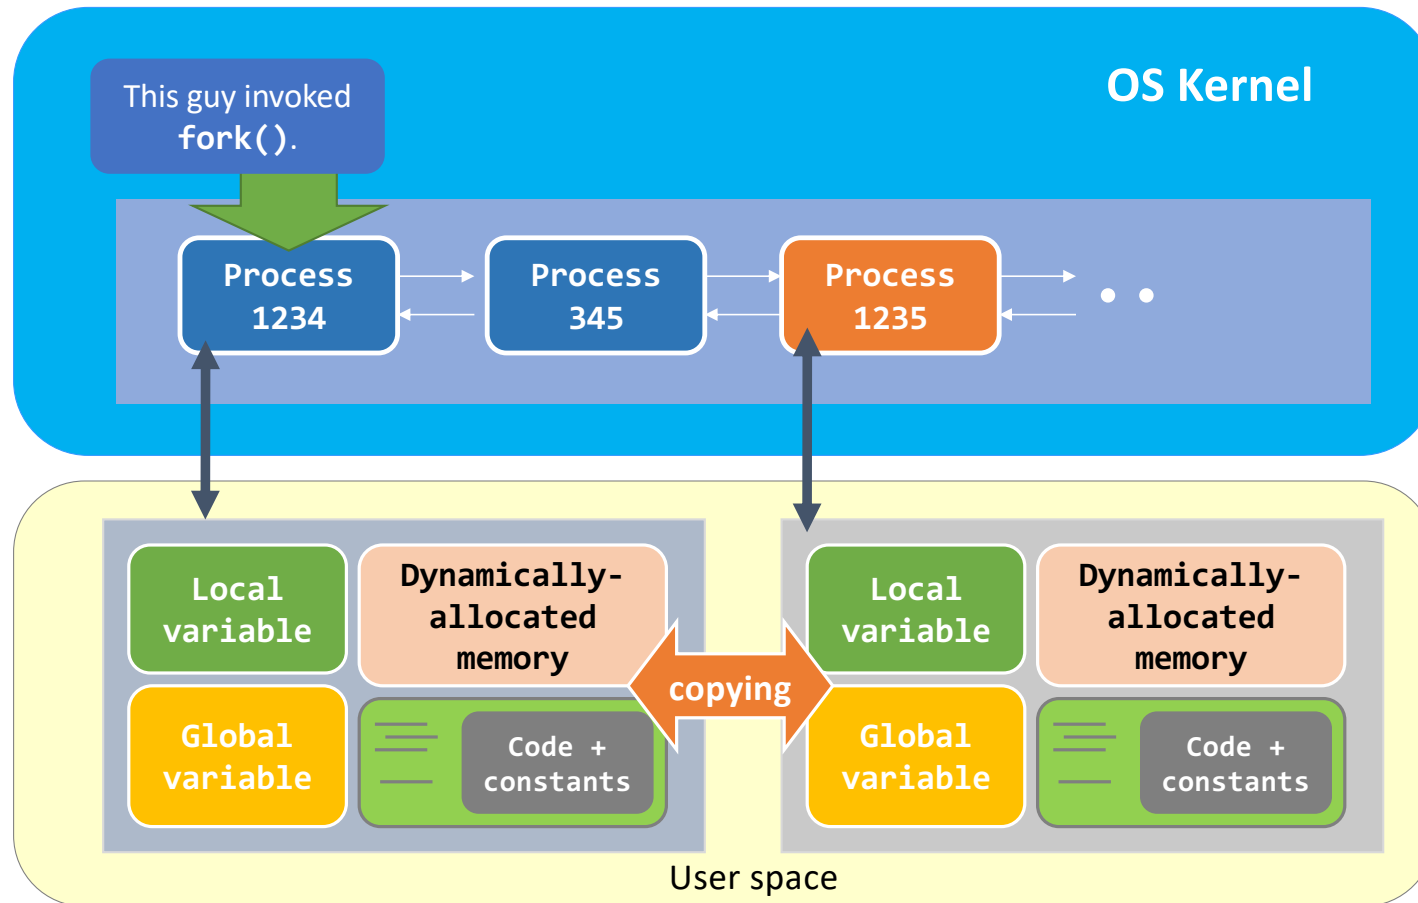 OS Kernel
This guy invoked
fork().
Process
1234
Process
345
Process
1235
Local
variable
Dynamically-
allocated
memory
Global
variable
Code +
constants
copying
Local
variable
Dynamically-
allocated
memory
Global
variable
Code +
constants
User space